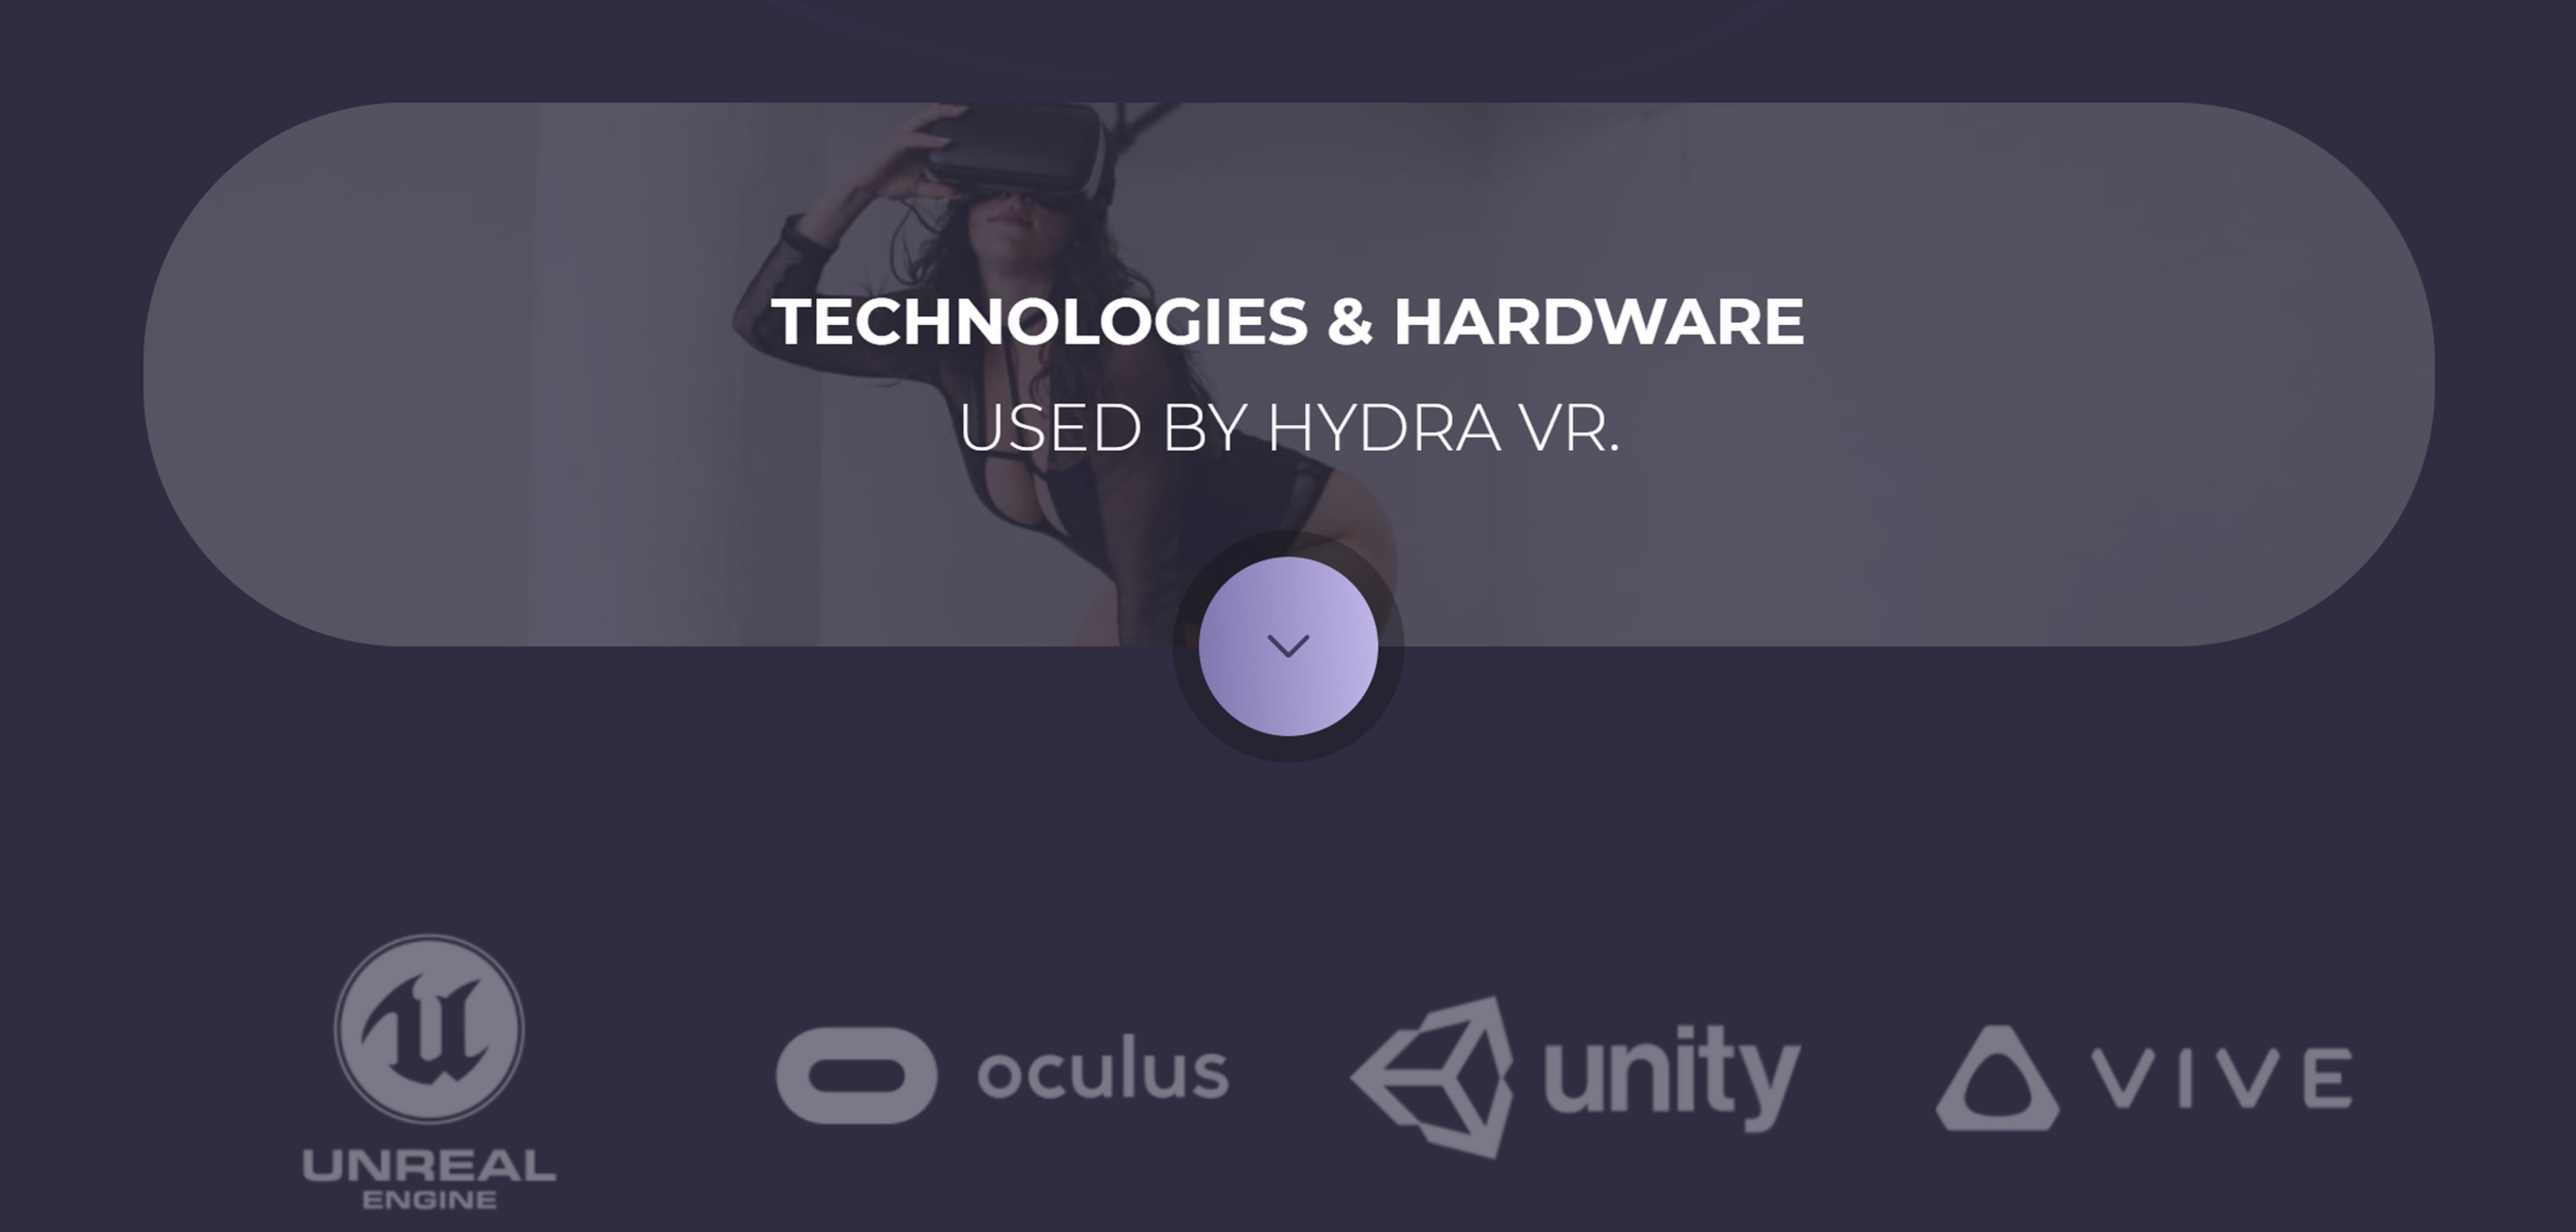 TECHNOLOGIES & HARDWARE
USED BY HYDRA VR.
UNREAL
ENGINE
oculus
unity
VIVE